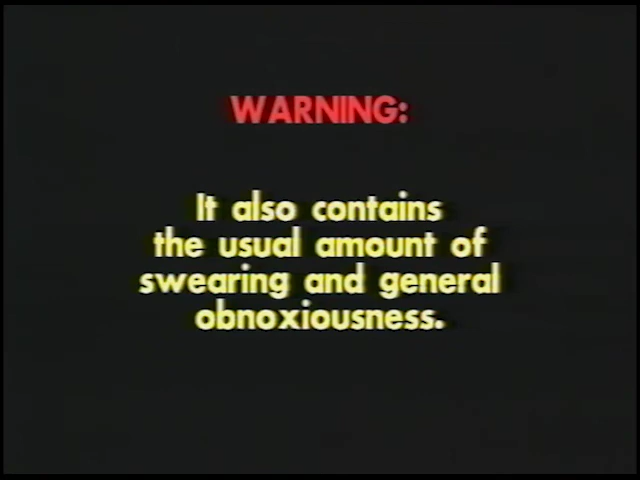 WARNING:
It also contains
the usual amount of
swearing and general
obnoxiousness.